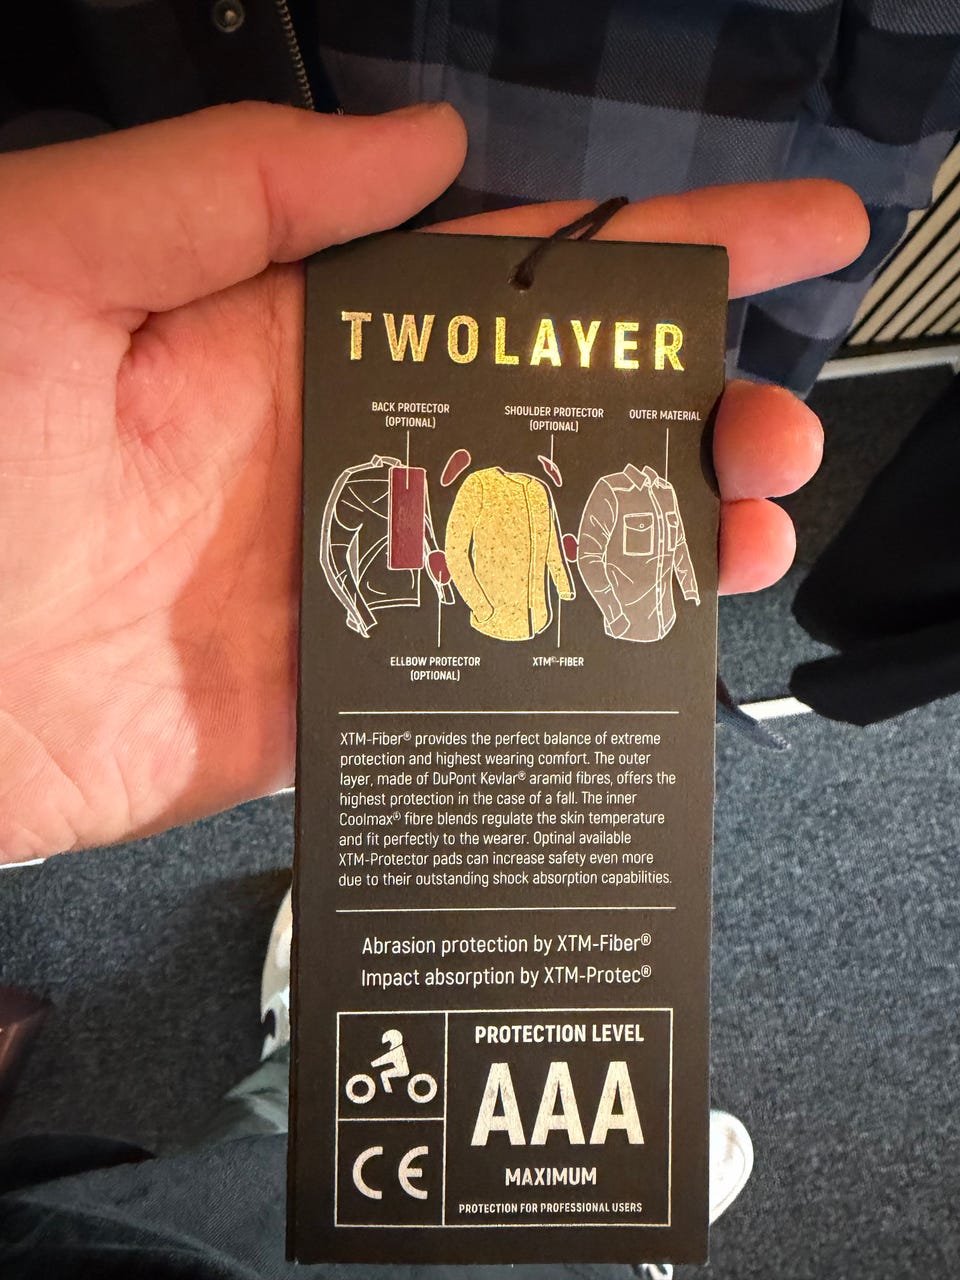 TWOLAYER
BACK PROTECTOR
(OPTIONAL)
SHOULDER PROTECTOR
(OPTIONAL)
OUTER MATERIAL
ELLBOW PROTECTOR
(OPTIONAL)
XTM®-FIBER
XTM-Fiber® provides the perfect balance of extreme
protection and highest wearing comfort. The outer
layer, made of DuPont Kevlar® aramid fibres, offers the
highest protection in the case of a fall. The inner
Coolmax® fibre blends regulate the skin temperature
and fit perfectly to the wearer. Optinal available
XTM-Protector pads can increase safety even more
due to their outstanding shock absorption capabilities.
Abrasion protection by XTM-Fiber®
Impact absorption by XTM-Protec®
PROTECTION LEVEL
AAA
MAXIMUM
PROTECTION FOR PROFESSIONAL USERS
CE